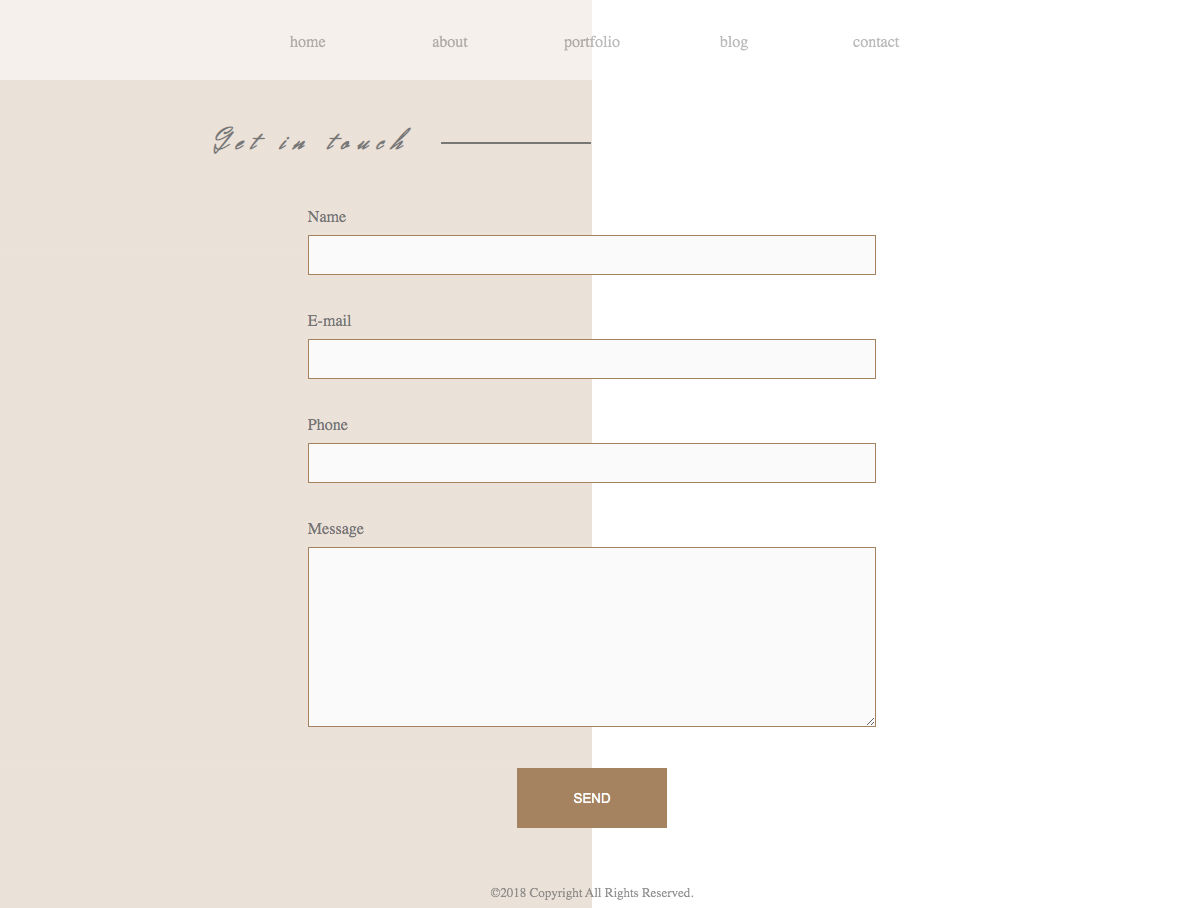 home about portfolio blog contact
Get in touch
Name
E-mail
Phone
Message
SEND
©2018 Copyright All Rights Reserved.